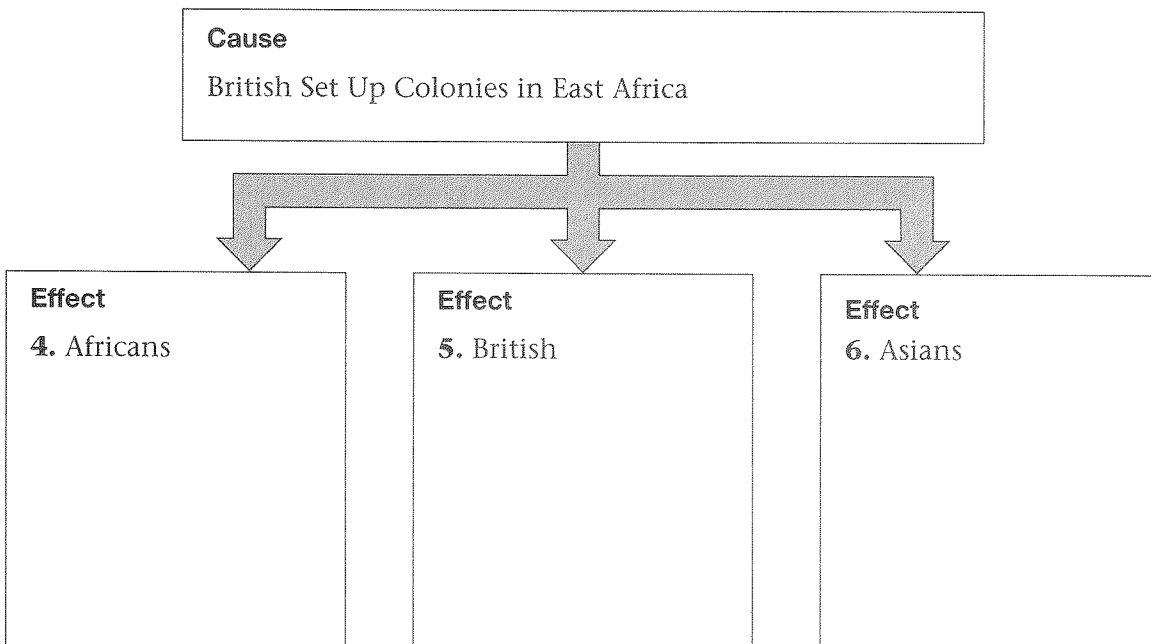 Cause
British Set Up Colonies in East Africa
Effect
4. Africans
Effect
5. British
Effect
6. Asians